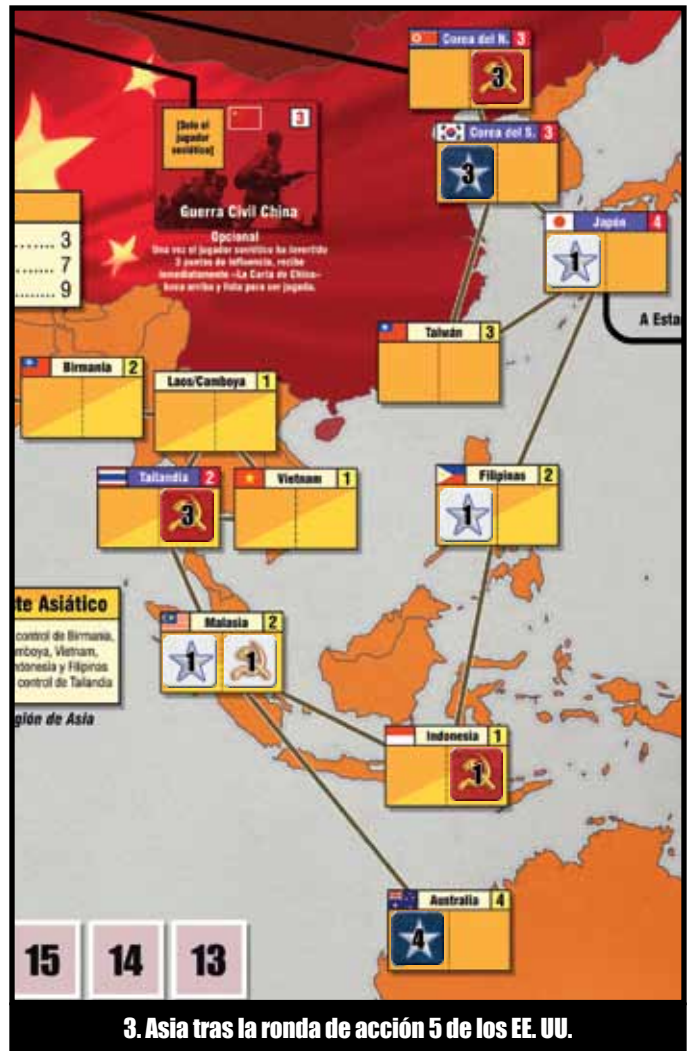 Corea del N. 3
3
[Solo el
jugador
soviético]
3
Corea del S. 3
3
Guerra Civil China
Opcional
Una vez el jugador soviético ha invertido
3 puntos de influencia, recibe
inmediatamente «La Carta de China»
boca arriba y lista para ser jugada.
Japón 4
1
....... 3
....... 7
....... 9
A Esta
Taiwán 3
Birmania 2
Laos/Camboya 1
Tailandia 2
3
Vietnam 1
Filipinas 2
1
te Asiático
control de Birmania,
mboya, Vietnam,
ndonesia y Filipinos
control de Tailandia
gión de Asia
Malasia 2
1 1
Indonesia 1
1
Australia 4
4
15 14 13
3. Asia tras la ronda de acción 5 de los EE. UU.